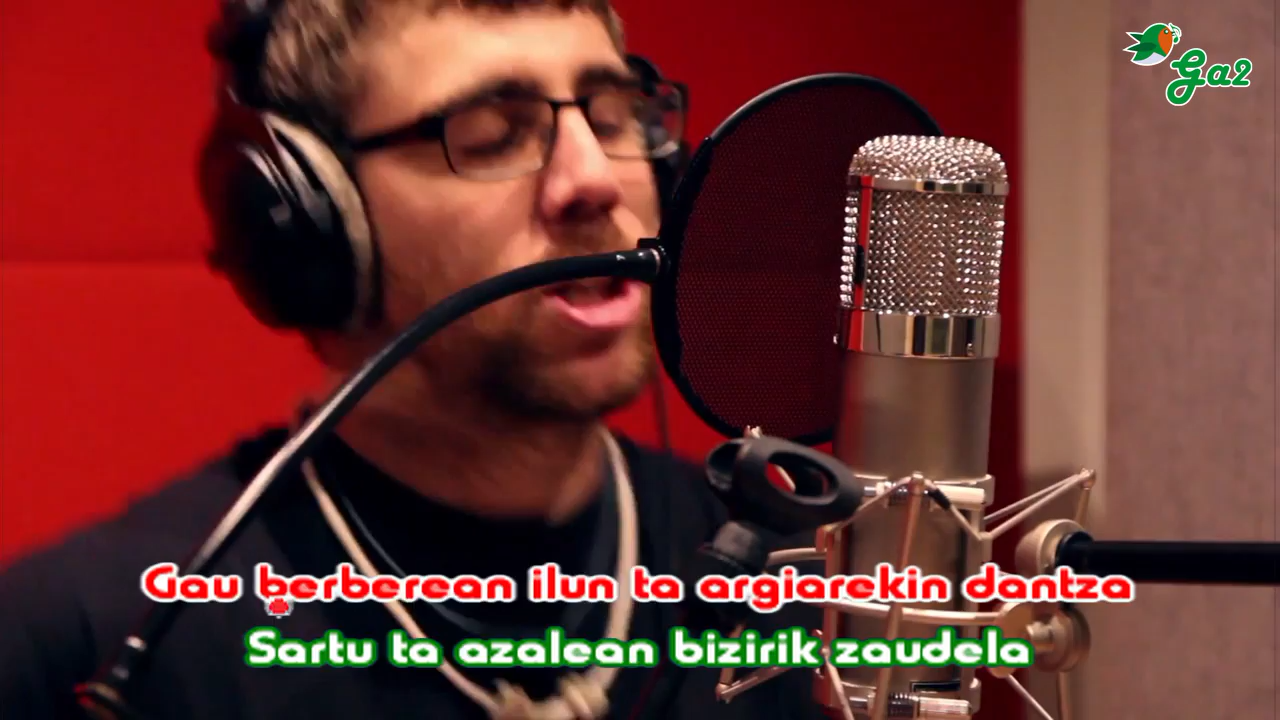 Ga2
Gau berberean ilun ta argiarekin dantza
Sartu ta azalean bizirik zaudela